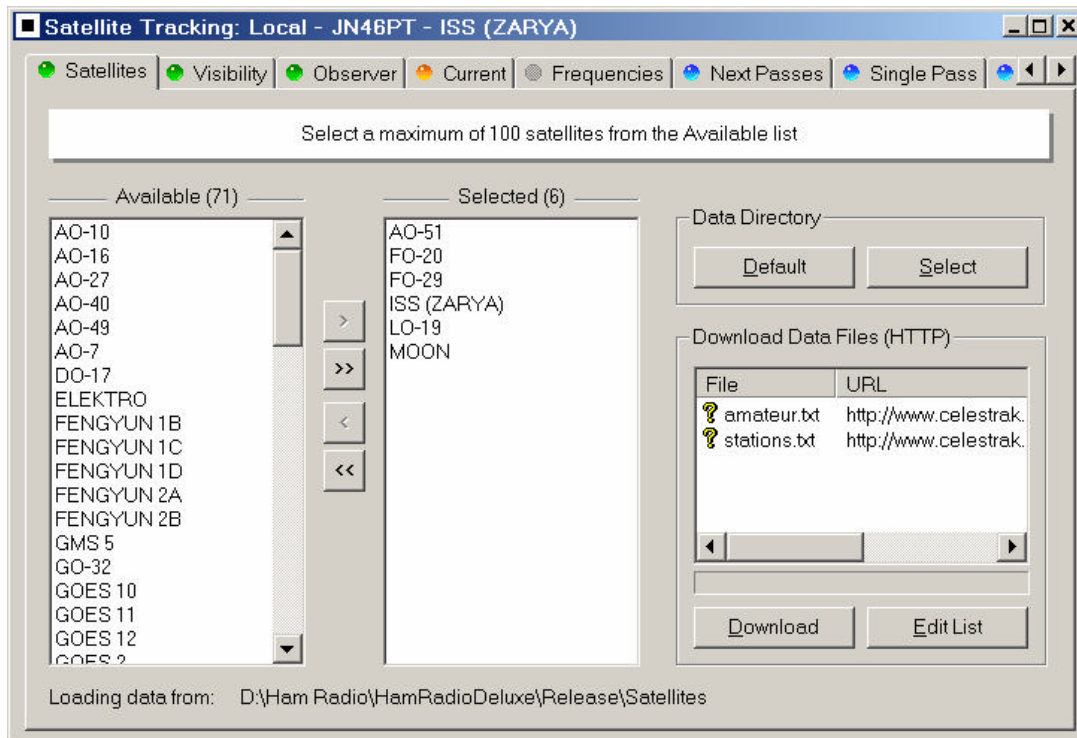 Satellite Tracking: Local - JN46PT - ISS (ZARYA)
Satellites Visibility Observer Current Frequencies Next Passes Single Pass
Select a maximum of 100 satellites from the Available list
Available (71)
AO-10
AO-16
AO-27
AO-40
AO-49
AO-7
DO-17
ELEKTRO
FENGYUN 1B
FENGYUN 1C
FENGYUN 1D
FENGYUN 2A
FENGYUN 2B
GMS 5
GO-32
GOES 10
GOES 11
GOES 12
GOES 2
>
>>
<
<<
Selected (6)
AO-51
FO-20
FO-29
ISS (ZARYA)
LO-19
MOON
Data Directory
Default Select
Download Data Files (HTTP)
File URL
amateur.txt http://www.celestrak.
stations.txt http://www.celestrak.
Download Edit List
Loading data from: D:\Ham Radio\HamRadioDeluxe\Release\Satellites